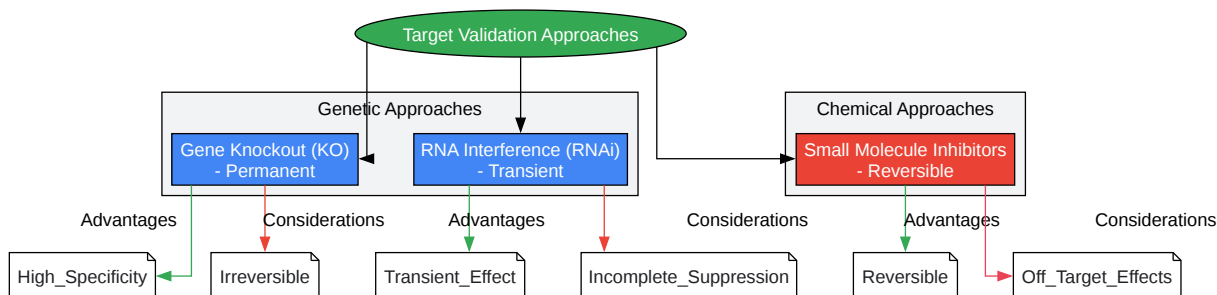 Target Validation Approaches
Genetic Approaches
Chemical Approaches
Gene Knockout (KO)
- Permanent
RNA Interference (RNAi)
- Transient
Small Molecule Inhibitors
- Reversible
Advantages
Considerations
Advantages
Considerations
Advantages
Considerations
High_Specificity
Irreversible
Transient_Effect
Incomplete_Suppression
Reversible
Off_Target_Effects